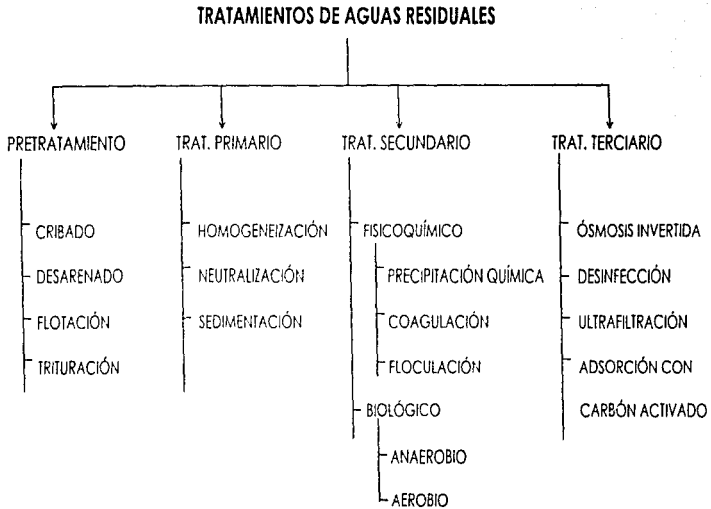 TRATAMIENTOS DE AGUAS RESIDUALES
PRETRATAMIENTO
CRIBADO
DESARENADO
FLOTACIÓN
TRITURACIÓN
TRAT. PRIMARIO
HOMOGENEIZACIÓN
NEUTRALIZACIÓN
SEDIMENTACIÓN
TRAT. SECUNDARIO
FISICOQUÍMICO
PRECIPITACIÓN QUÍMICA
COAGULACIÓN
FLOCULACIÓN
BIOLÓGICO
ANAEROBIO
AEROBIO
TRAT. TERCIARIO
ÓSMOSIS INVERTIDA
DESINFECCIÓN
ULTRAFILTRACIÓN
ADSORCIÓN CON
CARBÓN ACTIVADO